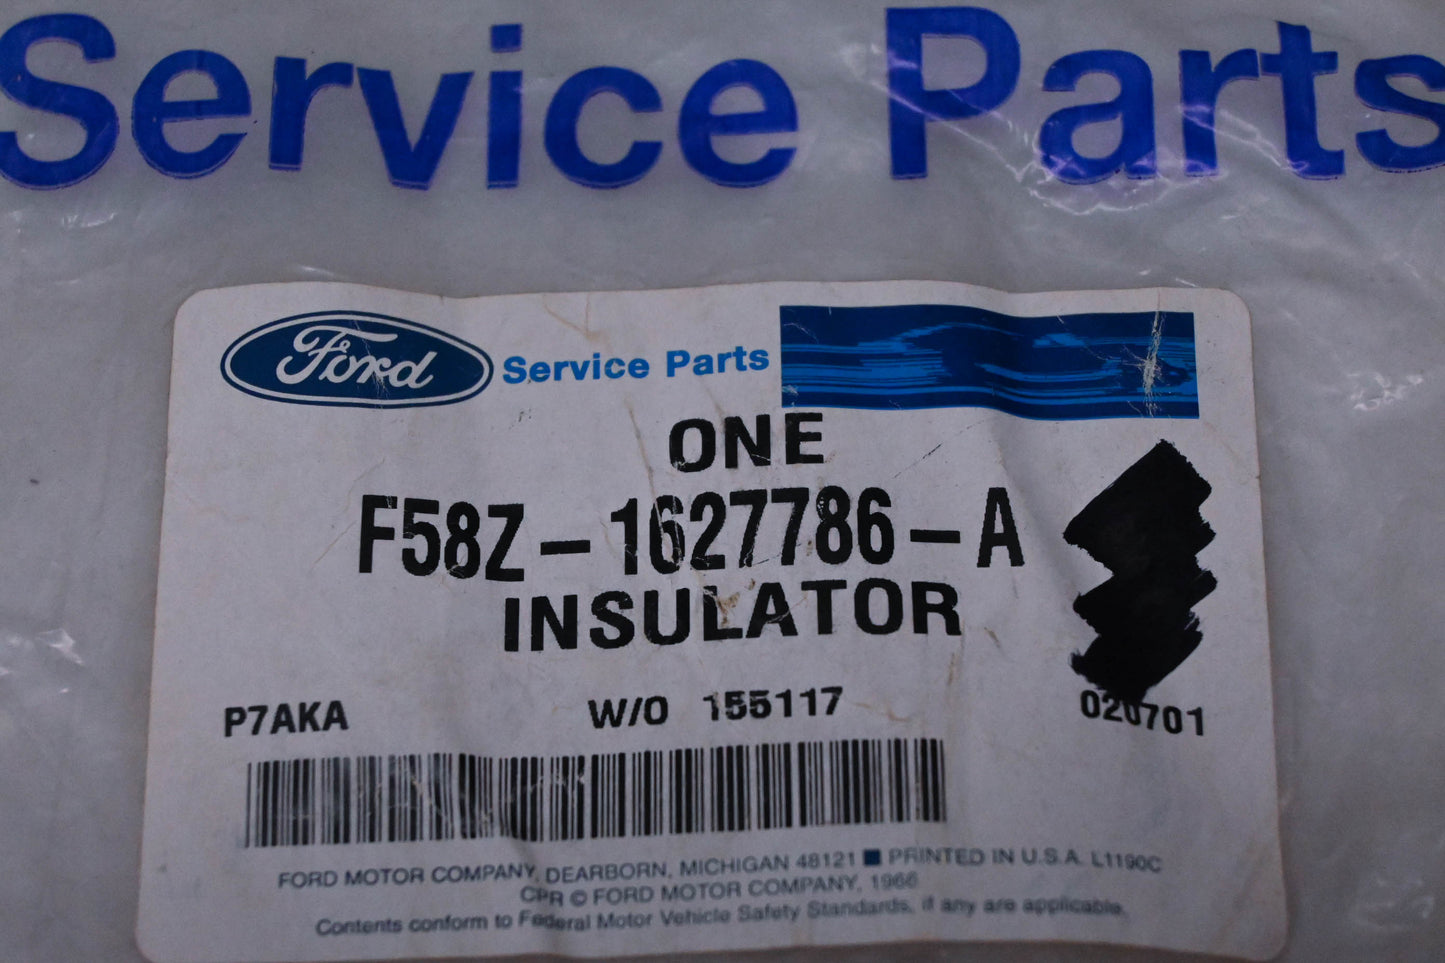 Service Parts
Ford Service Parts
ONE
F58Z-1627786-A
INSULATOR
P7AKA W/O 155117 020701
FORD MOTOR COMPANY, DEARBORN, MICHIGAN 48121 ■ PRINTED IN U.S.A. L1190C
CPR © FORD MOTOR COMPANY, 1966
Contents conform to Federal Motor Vehicle Safety Standards, if any are applicable.